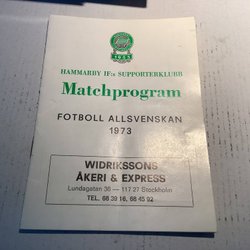 HAMMARBY IF:s SUPPORTERKLUBB
Matchprogram
FOTBOLL ALLSVENSKAN
1973
WIDRIKSSONS
ÅKERI & EXPRESS
Lundagatan 36 — 117 27 Stockholm
TEL. 68 39 16, 68 45 92